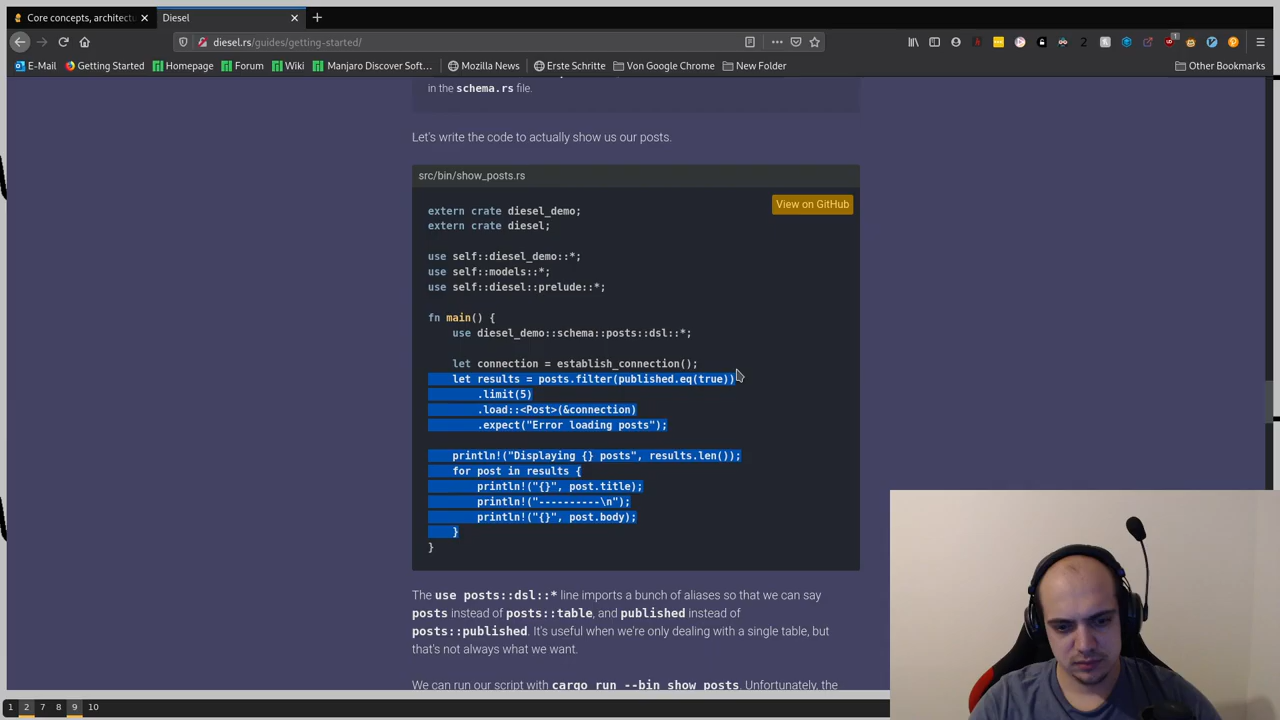 Core concepts, architectu
Diesel
diesel.rs/guides/getting-started/
E-Mail
Getting Started
Homepage
Forum
Wiki
Manjaro Discover Soft...
Mozilla News
Erste Schritte
Von Google Chrome
New Folder
Other Bookmarks
in the schema.rs file.
Let's write the code to actually show us our posts.
src/bin/show_posts.rs
View on GitHub
extern crate diesel_demo;
extern crate diesel;
use self::diesel_demo::*;
use self::models::*;
use self::diesel::prelude::*;
fn main() {
use diesel_demo::schema::posts::dsl::*;
let connection = establish_connection();
let results = posts.filter(published.eq(true))
.limit(5)
.load::<Post>(&connection)
.expect("Error loading posts");
println!("Displaying {} posts", results.len());
for post in results {
println!("{}", post.title);
println!("----------\n");
println!("{}", post.body);
}
}
The use posts::dsl::* line imports a bunch of aliases so that we can say
posts instead of posts::table, and published instead of
posts::published. It's useful when we're only dealing with a single table, but
that's not always what we want.
We can run our script with cargo run --bin show_posts. Unfortunately, the
1 2 7 8 9 10